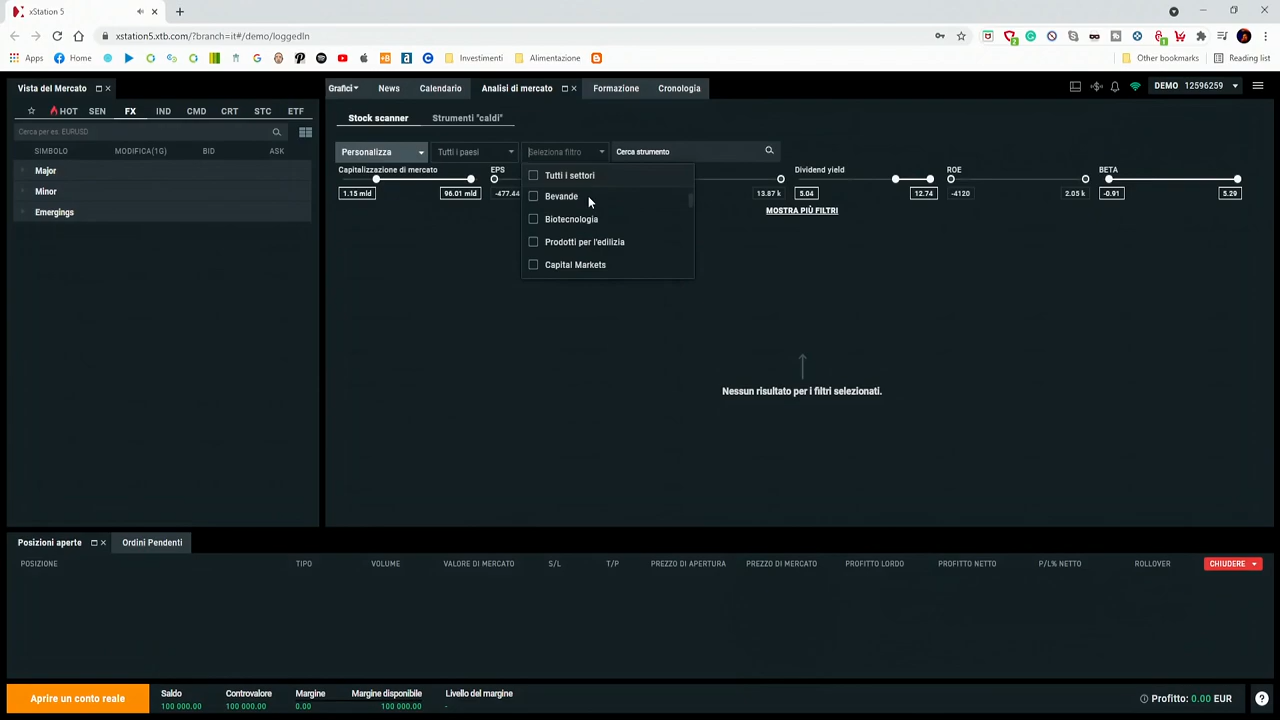 xStation 5
xstation5.xtb.com/?branch=it#/demo/loggedIn
Apps Home Investimenti Alimentazione Other bookmarks Reading list
Vista del Mercato
HOT SEN FX IND CMD CRT STC ETF
Cerca per es. EURUSD
SIMBOLO MODIFICA(1G) BID ASK
Major
Minor
Emergings
Grafici News Calendario Analisi di mercato Formazione Cronologia
DEMO 12596259
Stock scanner Strumenti "caldi"
Personalizza Tutti i paesi Seleziona filtro Cerca strumento
Capitalizzazione di mercato EPS Dividend yield ROE BETA
1.15 mld 96.01 mld -477.44 13.87 k 5.04 12.74 -4120 2.05 k -0.91 5.29
MOSTRA PIÙ FILTRI
Tutti i settori
Bevande
Biotecnologia
Prodotti per l'edilizia
Capital Markets
Nessun risultato per i filtri selezionati.
Posizioni aperte Ordini Pendenti
POSIZIONE TIPO VOLUME VALORE DI MERCATO S/L T/P PREZZO DI APERTURA PREZZO DI MERCATO PROFITTO LORDO PROFITTO NETTO P/L% NETTO ROLLOVER CHIUDERE
Aprire un conto reale
Saldo Controvalore Margine Margine disponibile Livello del margine
100 000.00 100 000.00 0.00 100 000.00 -
Profitto: 0.00 EUR